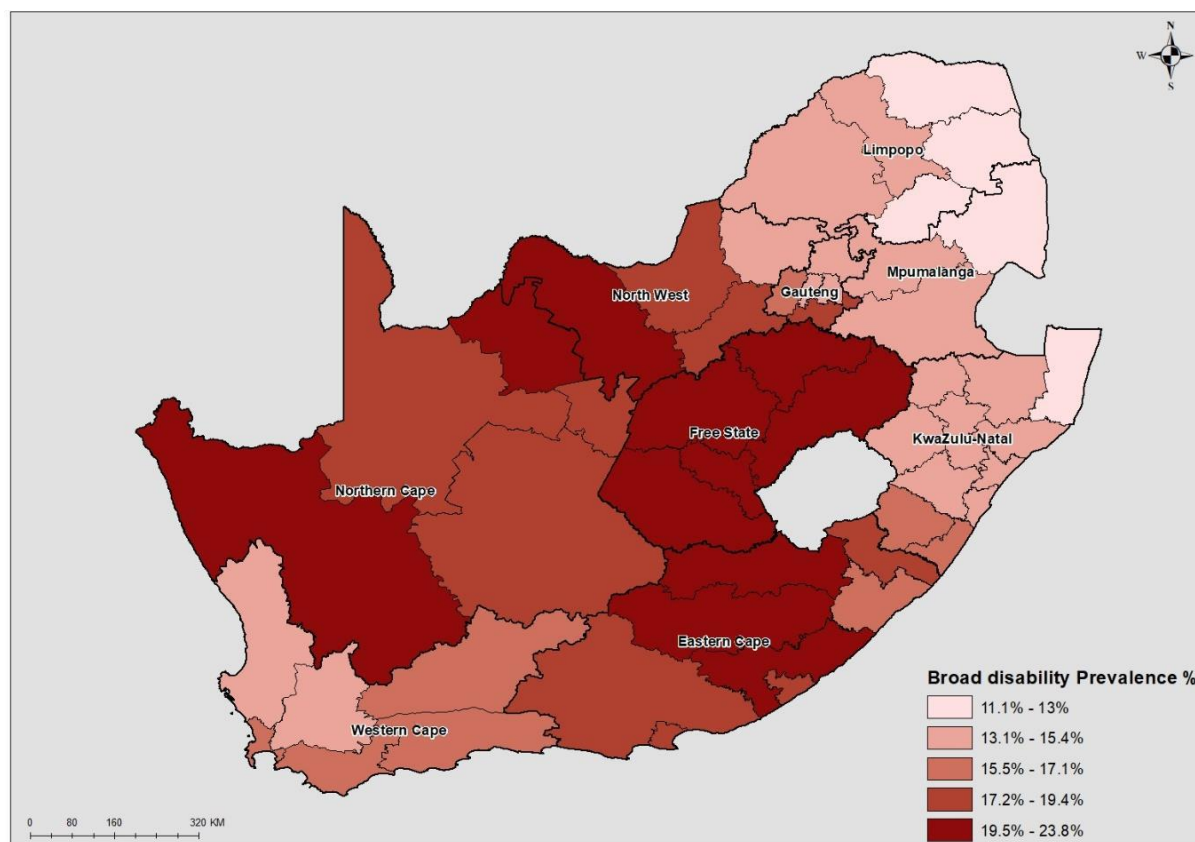 N
W
S
Limpopo
Mpumalanga
Gauteng
North West
Free State
KwaZulu-Natal
Northern Cape
Eastern Cape
Western Cape
Broad disability Prevalence %
11.1% - 13%
13.1% - 15.4%
15.5% - 17.1%
17.2% - 19.4%
19.5% - 23.8%
0 80 160 320 KM